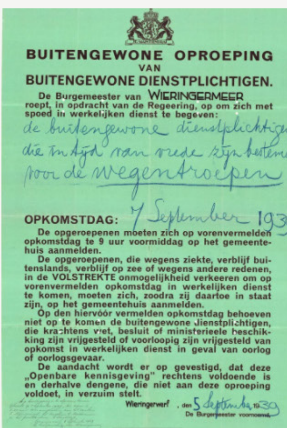 BUITENGEWONE OPROEPING
VAN
BUITENGEWONE DIENSTPLICHTIGEN.
De Burgemeester van WIERINGERMEER
roept, in opdracht van de Regeering, op om zich met
spoed in werkelijken dienst te begeven:
de buitengewone dienstplichtige
die in tijd van vrede zijn bestem
voor de wegentroepen
OPKOMSTDAG: 7 September 193
De opgeroepenen moeten zich op vorenvermelden
opkomstdag te 9 uur voormiddag op het gemeente-
huis aanmelden.
De opgeroepenen, die wegens ziekte, verblijf bui-
tenslands, verblijf op zee of wegens andere redenen,
in de VOLSTREKTE onmogelijkheid verkeeren om op
vorenvermelden opkomstdag in werkelijken dienst
te komen, moeten zich, zoodra zij daartoe in staat
zijn, op het gemeentehuis aanmelden.
Op den hiervóór vermelden opkomstdag behoeven
niet op te komen de buitengewone dienstplichtigen,
die krachtens wet, besluit of ministerieele beschik-
king zijn vrijgesteld of voorloopig zijn vrijgesteld van
opkomst in werkelijken dienst in geval van oorlog
of oorlogsgevaar.
De aandacht wordt er op gevestigd, dat deze
„Openbare kennisgeving” rechtens voldoende is
en derhalve dengene, die niet aan deze oproeping
voldoet, in verzuim stelt.
Wieringerwerf, den 5 September 1939
De Burgemeester voornoemd,